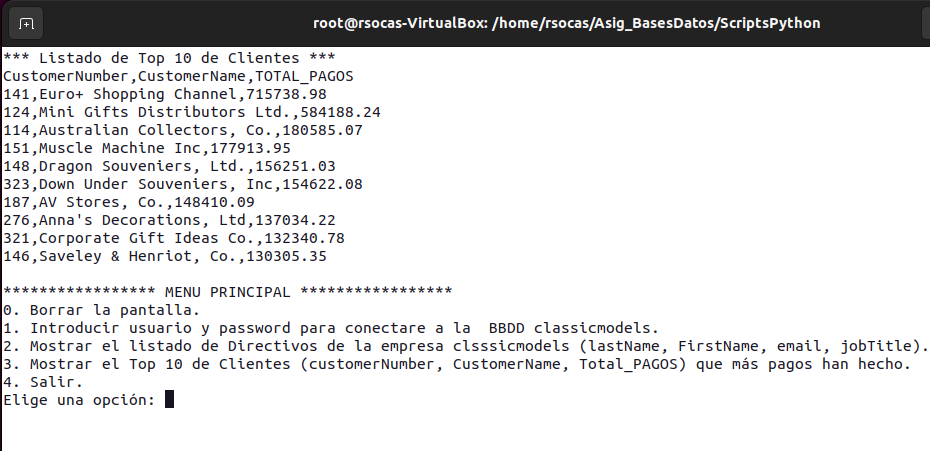 root@rsocas-VirtualBox: /home/rsocas/Asig_BasesDatos/ScriptsPython
*** Listado de Top 10 de Clientes ***
CustomerNumber,CustomerName,TOTAL_PAGOS
141,Euro+ Shopping Channel,715738.98
124,Mini Gifts Distributors Ltd.,584188.24
114,Australian Collectors, Co.,180585.07
151,Muscle Machine Inc,177913.95
148,Dragon Souveniers, Ltd.,156251.03
323,Down Under Souveniers, Inc,154622.08
187,AV Stores, Co.,148410.09
276,Anna's Decorations, Ltd,137034.22
321,Corporate Gift Ideas Co.,132340.78
146,Saveley & Henriot, Co.,130305.35
***************** MENU PRINCIPAL *****************
0. Borrar la pantalla.
1. Introducir usuario y password para conectare a la  BBDD classicmodels.
2. Mostrar el listado de Directivos de la empresa clsssicmodels (lastName, FirstName, email, jobTitle).
3. Mostrar el Top 10 de Clientes (customerNumber, CustomerName, Total_PAGOS) que más pagos han hecho.
4. Salir.
Elige una opción: